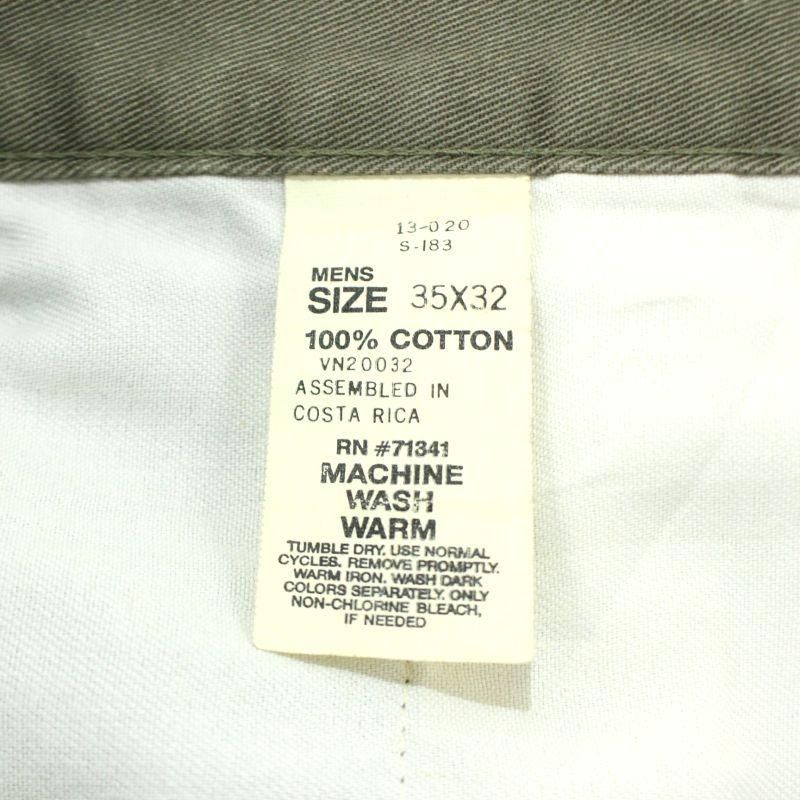 13-020
S-183
MENS
SIZE 35X32
100% COTTON
VN20032
ASSEMBLED IN
COSTA RICA
RN #71341
MACHINE
WASH
WARM
TUMBLE DRY. USE NORMAL
CYCLES. REMOVE PROMPTLY.
WARM IRON. WASH DARK
COLORS SEPARATELY. ONLY
NON-CHLORINE BLEACH,
IF NEEDED